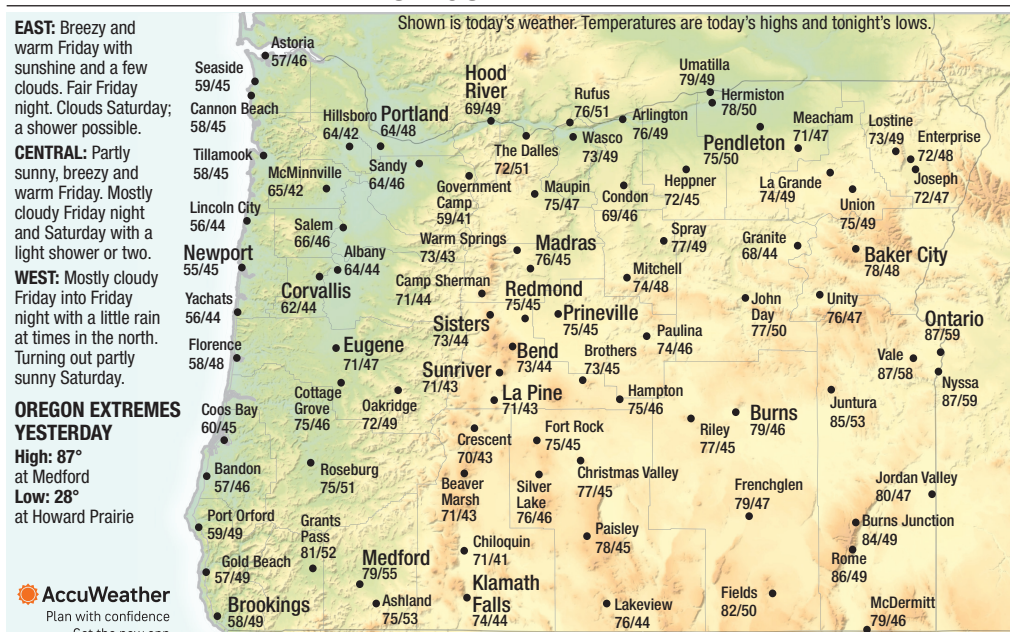 Shown is today's weather. Temperatures are today's highs and tonight's lows.
EAST: Breezy and
warm Friday with
sunshine and a few
clouds. Fair Friday
night. Clouds Saturday;
a shower possible.
CENTRAL: Partly
sunny, breezy and
warm Friday. Mostly
cloudy Friday night
and Saturday with a
light shower or two.
WEST: Mostly cloudy
Friday into Friday
night with a little rain
at times in the north.
Turning out partly
sunny Saturday.
OREGON EXTREMES
YESTERDAY
High: 87°
at Medford
Low: 28°
at Howard Prairie
AccuWeather
Plan with confidence
Get the new app
Astoria
57/46
Seaside
59/45
Cannon Beach
58/45
Hillsboro
64/42
Portland
64/48
Hood
River
69/49
Rufus
76/51
Umatilla
79/49
Hermiston
78/50
Arlington
76/49
Wasco
73/49
The Dalles
72/51
Pendleton
75/50
Meacham
71/47
Lostine
73/49
Enterprise
72/48
Joseph
72/47
Tillamook
58/45
McMinnville
65/42
Sandy
64/46
Government
Camp
59/41
Maupin
75/47
Condon
69/46
Heppner
72/45
La Grande
74/49
Union
75/49
Lincoln City
56/44
Salem
66/46
Newport
55/45
Albany
64/44
Corvallis
62/44
Warm Springs
73/43
Madras
76/45
Spray
77/49
Granite
68/44
Baker City
78/48
Camp Sherman
71/44
Mitchell
74/48
Yachats
56/44
Redmond
75/45
Prineville
75/45
John
Day
77/50
Unity
76/47
Ontario
87/59
Sisters
73/44
Paulina
74/46
Florence
58/48
Eugene
71/47
Bend
73/44
Brothers
73/45
Vale
87/58
Nyssa
87/59
Sunriver
71/43
Cottage
Grove
75/46
Oakridge
72/49
La Pine
71/43
Hampton
75/46
Juntura
85/53
Coos Bay
60/45
Burns
79/46
Riley
77/45
Crescent
70/43
Fort Rock
75/45
Bandon
57/46
Roseburg
75/51
Beaver
Marsh
71/43
Silver
Lake
76/46
Christmas Valley
77/45
Frenchglen
79/47
Jordan Valley
80/47
Port Orford
59/49
Grants
Pass
81/52
Paisley
78/45
Burns Junction
84/49
Chiloquin
71/41
Rome
86/49
Gold Beach
57/49
Medford
79/55
Klamath
Falls
74/44
Fields
82/50
Brookings
58/49
Ashland
75/53
Lakeview
76/44
McDermitt
79/46